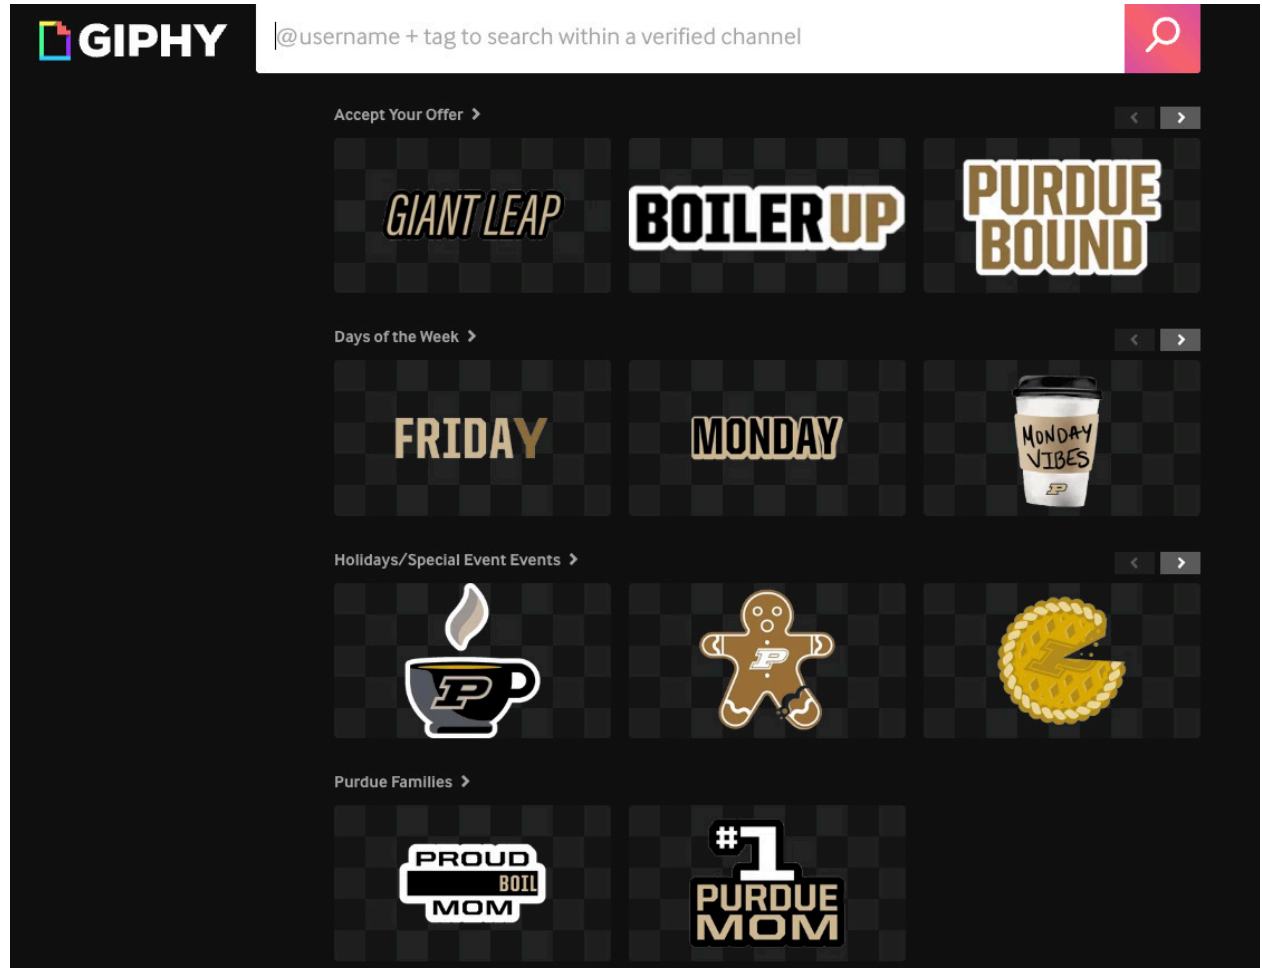 GIPHY
@username + tag to search within a verified channel
Accept Your Offer
GIANT LEAP
BOILER UP
PURDUE
BOUND
Days of the Week
FRIDAY
MONDAY
MONDAY
VIBES
P
Holidays/Special Event Events
P
P
P
Purdue Families
PROUD
BOIL
MOM
#1
PURDUE
MOM